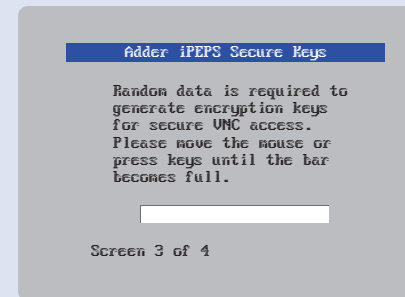 Adder iPEPS Secure Keys
Random data is required to
generate encryption keys
for secure VNC access.
Please move the mouse or
press keys until the bar
becomes full.
Screen 3 of 4